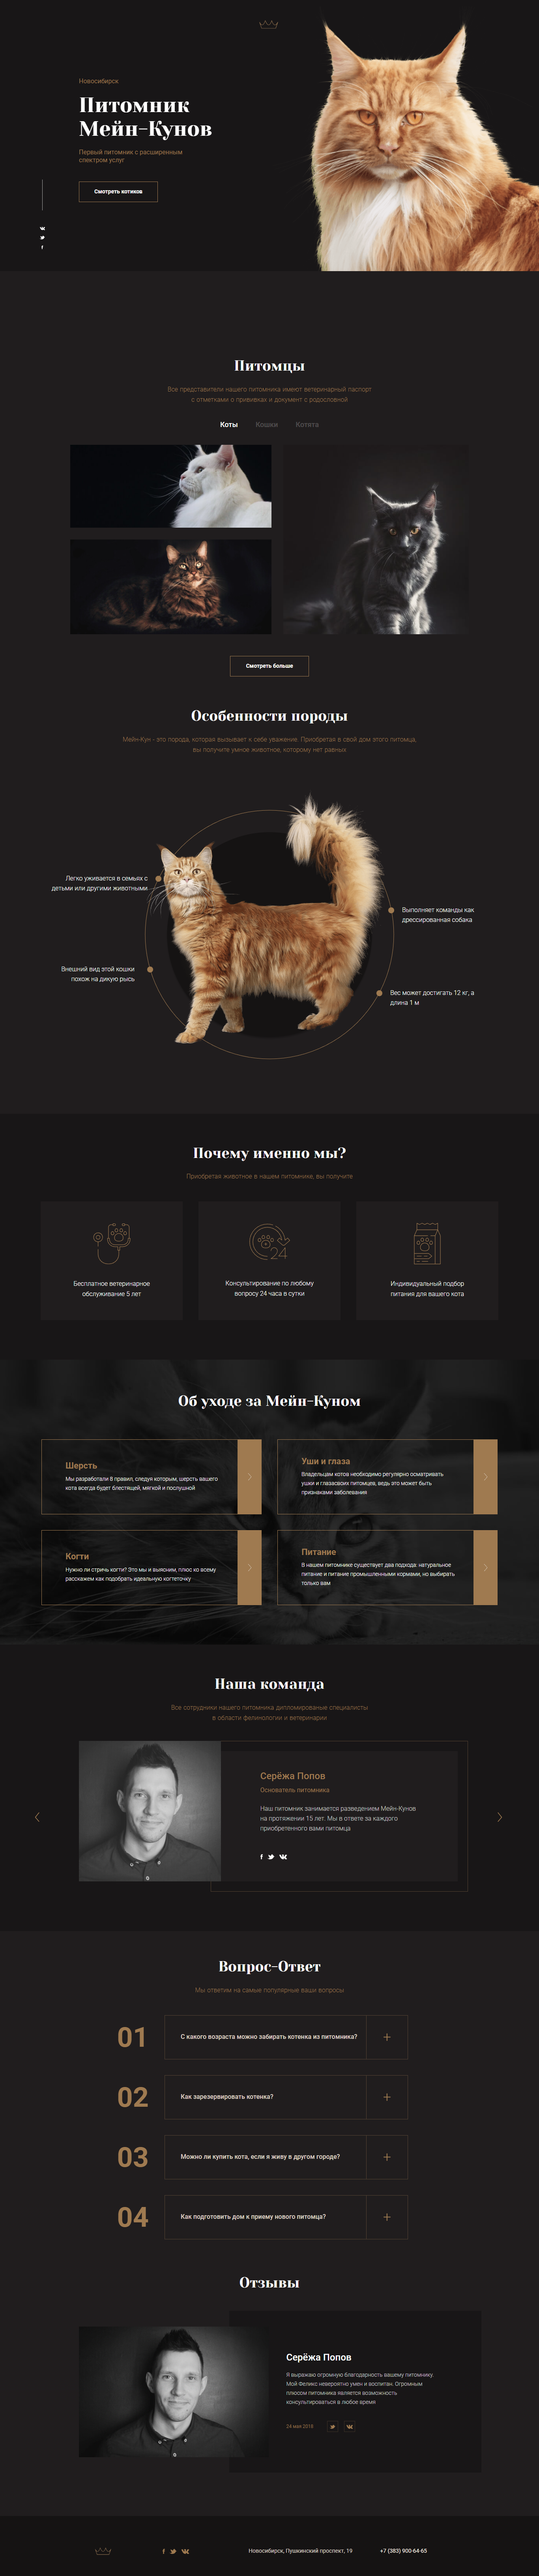 Новосибирск
Питомник
Мейн-Кунов
Первый питомник с расширенным
спектром услуг
Смотреть котиков
Питомцы
Все представители нашего питомника имеют ветеринарный паспорт
с отметками о прививках и документ с родословной
Коты Кошки Котята
Смотреть больше
Особенности породы
Мейн-Кун - это порода, которая вызывает к себе уважение. Приобретая в свой дом этого питомца,
вы получите умное животное, которому нет равных
Легко уживается в семьях с
детьми или другими животными
Выполняет команды как
дрессированная собака
Внешний вид этой кошки
похож на дикую рысь
Вес может достигать 12 кг, а
длина 1 м
Почему именно мы?
Приобретая животное в нашем питомнике, вы получите
24
Бесплатное ветеринарное
обслуживание 5 лет
Консультирование по любому
вопросу 24 часа в сутки
Индивидуальный подбор
питания для вашего кота
Об уходе за Мейн-Куном
Шерсть
Мы разработали 8 правил, следуя которым, шерсть вашего
кота всегда будет блестящей, мягкой и послушной
Уши и глаза
Владельцам котов необходимо регулярно осматривать
ушки и глазасвоих питомцев, ведь это может быть
признаками заболевания
Когти
Нужно ли стричь когти? Это мы и выясним, плюс ко всему
расскажем как подобрать идеальную когтеточку
Питание
В нашем питомнике существует два подхода: натуральное
питание и питание промышленными кормами, но выбирать
только вам
Наша команда
Все сотрудники нашего питомника дипломированые специалисты
в области фелинологии и ветеринарии
Серёжа Попов
Основатель питомника
Наш питомник занимается разведением Мейн-Кунов
на протяжении 15 лет. Мы в ответе за каждого
приобретенного вами питомца
Вопрос-Ответ
Мы ответим на самые популярные ваши вопросы
01 С какого возраста можно забирать котенка из питомника?
02 Как зарезервировать котенка?
03 Можно ли купить кота, если я живу в другом городе?
04 Как подготовить дом к приему нового питомца?
Отзывы
Серёжа Попов
Я выражаю огромную благодарность вашему питомнику.
Мой Феликс невероятно умен и воспитан. Огромным
плюсом питомника является возможность
консультироваться в любое время
24 мая 2018
Новосибирск, Пушкинский проспект, 19 +7 (383) 900-64-65